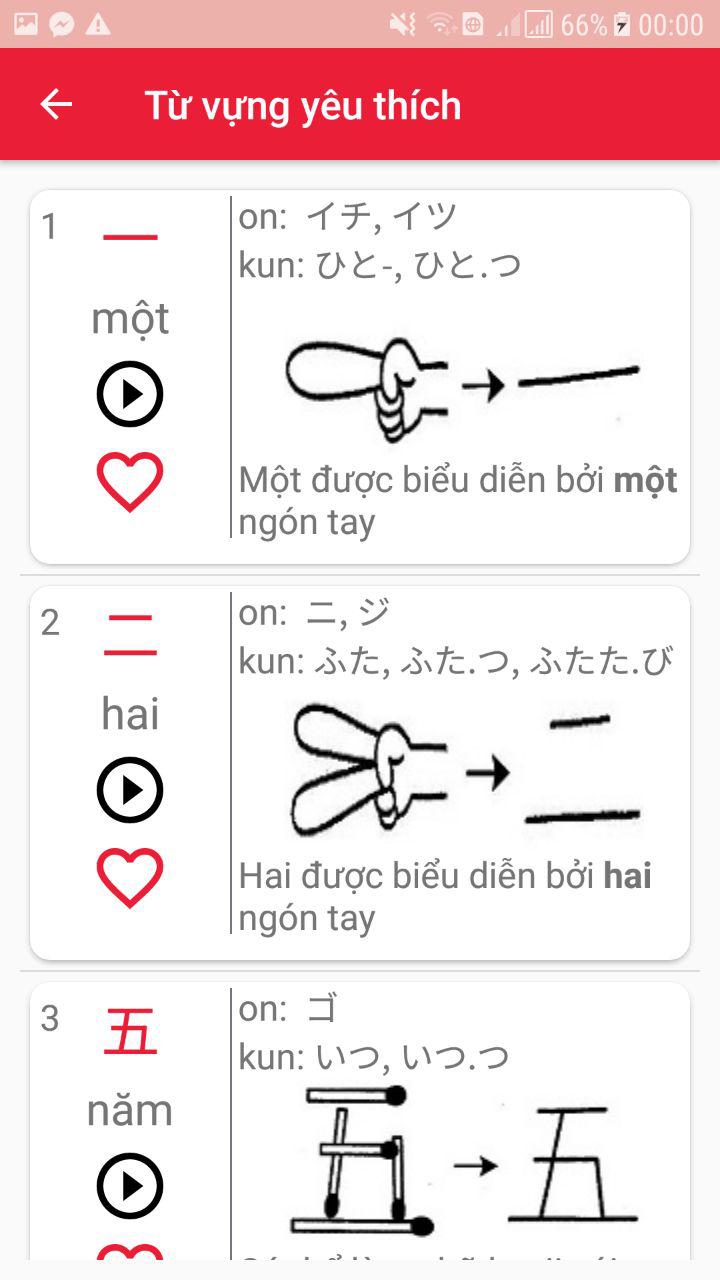 66% 00:00
Từ vựng yêu thích
1
一
một
on: イチ, イツ
kun: ひと-, ひと.つ
Một được biểu diễn bởi một
ngón tay
2
二
hai
on: ニ, ジ
kun: ふた, ふた.つ, ふたた.び
Hai được biểu diễn bởi hai
ngón tay
3
五
năm
on: ゴ
kun: いつ, いつ.つ